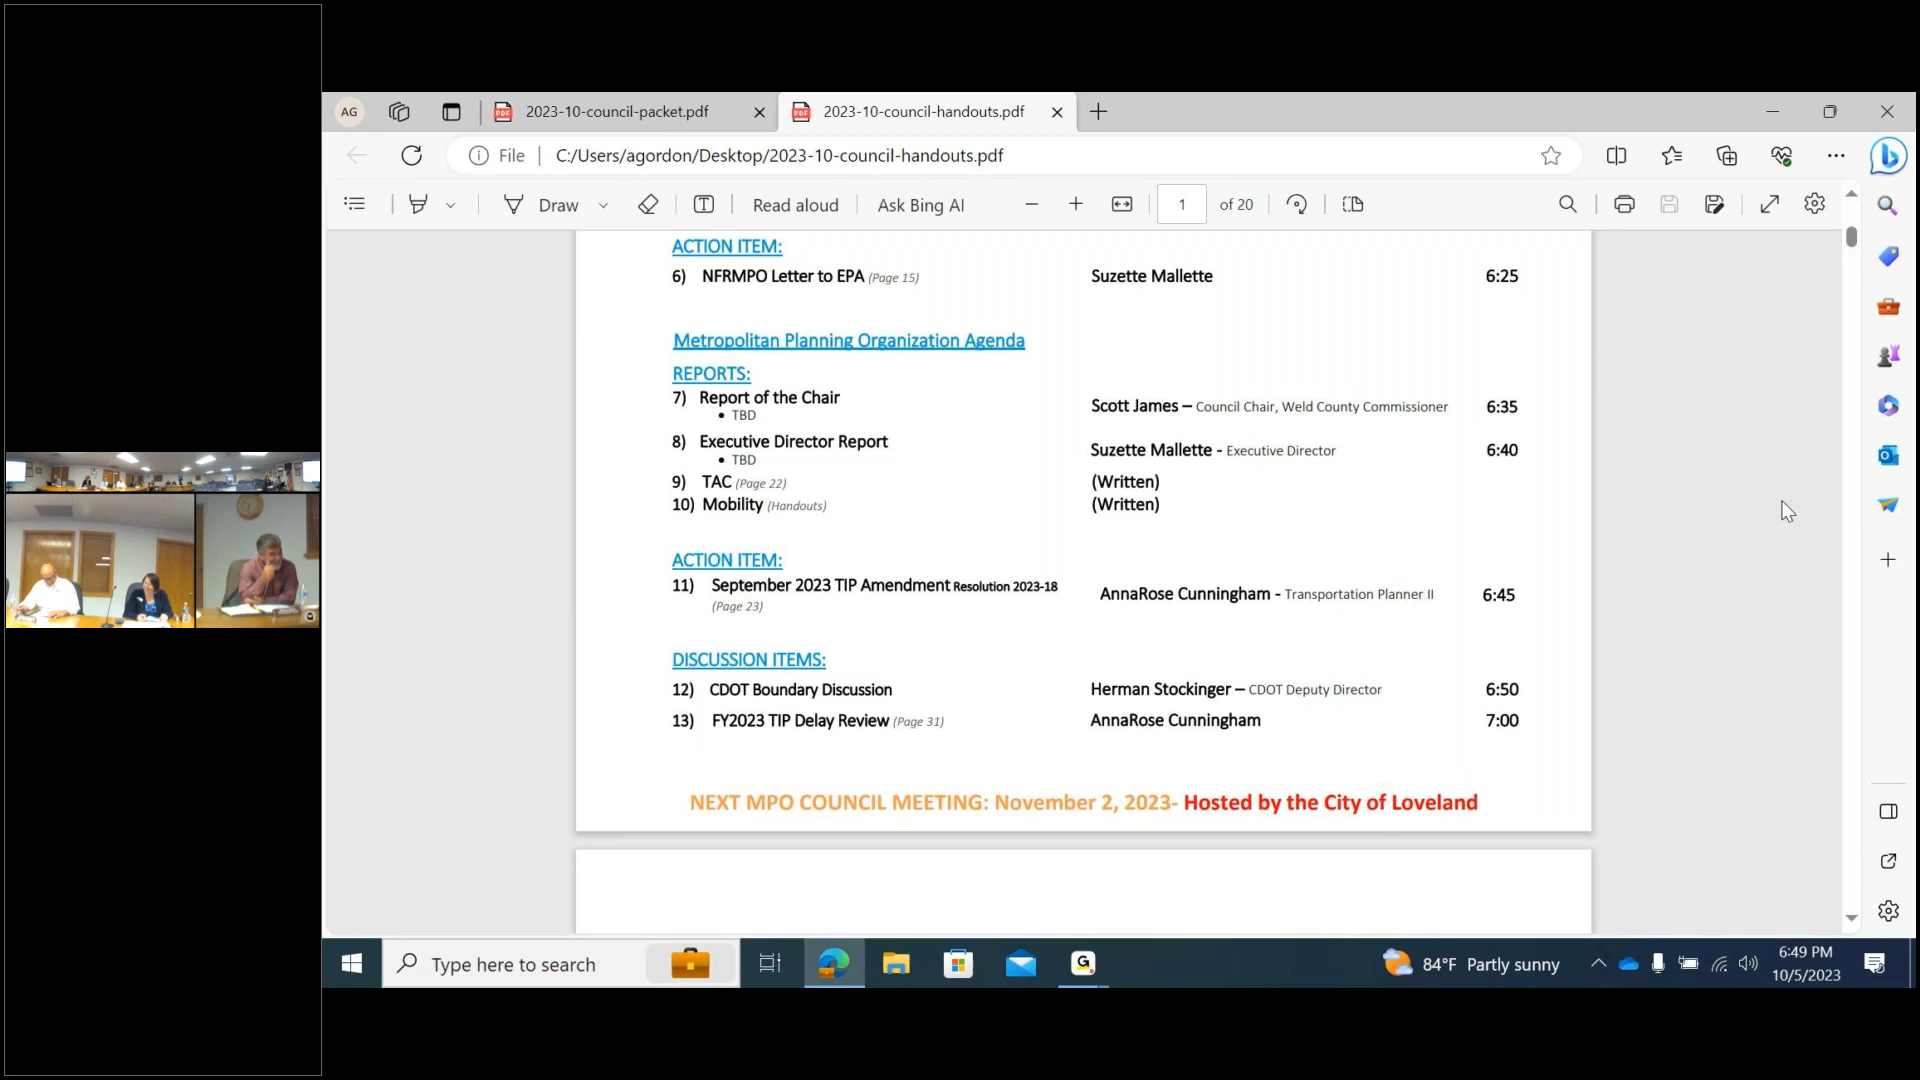 AG
2023-10-council-packet.pdf
2023-10-council-handouts.pdf
File
C:/Users/agordon/Desktop/2023-10-council-handouts.pdf
Draw
Read aloud
Ask Bing AI
1
of 20
ACTION ITEM:
6) NFRMPO Letter to EPA (Page 15) Suzette Mallette 6:25
Metropolitan Planning Organization Agenda
REPORTS:
7) Report of the Chair
• TBD
Scott James – Council Chair, Weld County Commissioner 6:35
8) Executive Director Report
• TBD
Suzette Mallette - Executive Director 6:40
9) TAC (Page 22) (Written)
10) Mobility (Handouts) (Written)
ACTION ITEM:
11) September 2023 TIP Amendment Resolution 2023-18
(Page 23)
AnnaRose Cunningham - Transportation Planner II 6:45
DISCUSSION ITEMS:
12) CDOT Boundary Discussion Herman Stockinger – CDOT Deputy Director 6:50
13) FY2023 TIP Delay Review (Page 31) AnnaRose Cunningham 7:00
NEXT MPO COUNCIL MEETING: November 2, 2023- Hosted by the City of Loveland
Type here to search
G
84°F Partly sunny
6:49 PM
10/5/2023